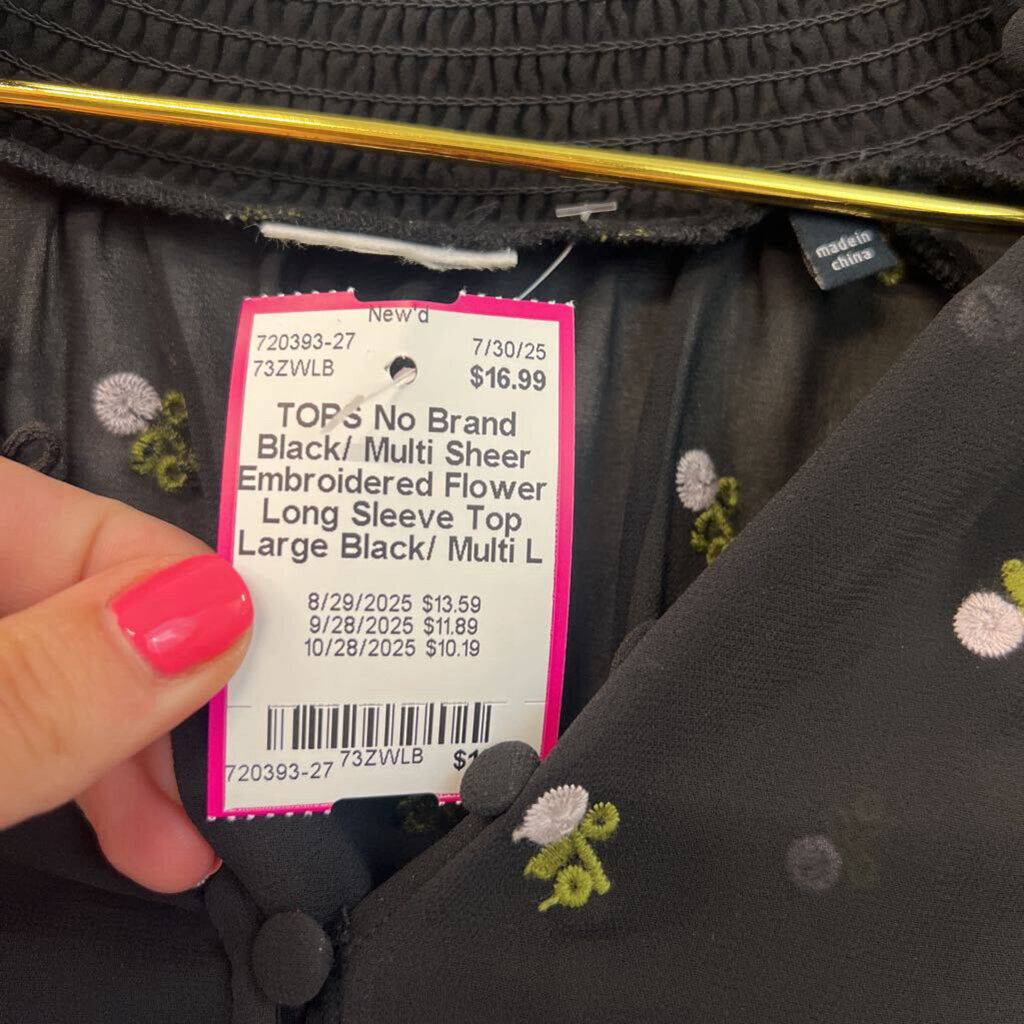 made in
china
New'd
720393-27
7/30/25
73ZWLB
$16.99
TOPS No Brand
Black/ Multi Sheer
Embroidered Flower
Long Sleeve Top
Large Black/ Multi L
8/29/2025 $13.59
9/28/2025 $11.89
10/28/2025 $10.19
720393-27 73ZWLB